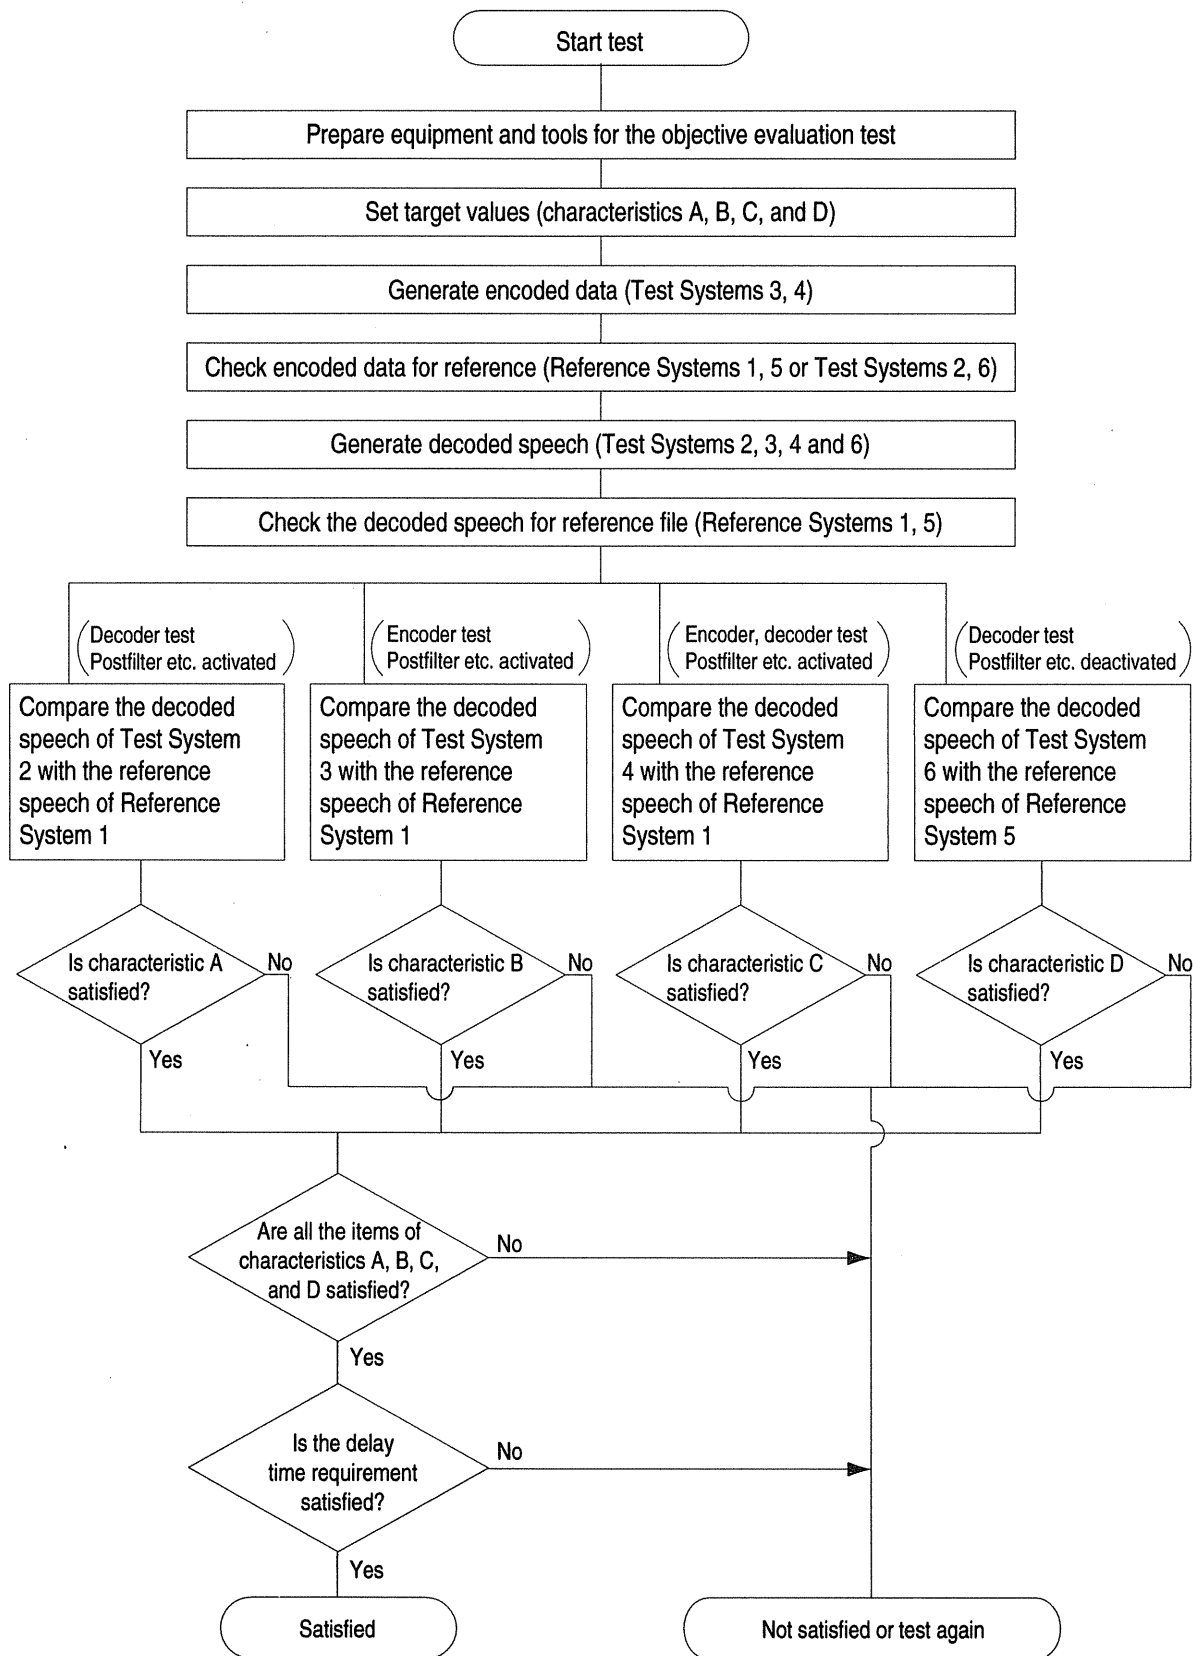 Start test
Prepare equipment and tools for the objective evaluation test
Set target values (characteristics A, B, C, and D)
Generate encoded data (Test Systems 3, 4)
Check encoded data for reference (Reference Systems 1, 5 or Test Systems 2, 6)
Generate decoded speech (Test Systems 2, 3, 4 and 6)
Check the decoded speech for reference file (Reference Systems 1, 5)
(Decoder test
Postfilter etc. activated)
Compare the decoded
speech of Test System
2 with the reference
speech of Reference
System 1
(Encoder test
Postfilter etc. activated)
Compare the decoded
speech of Test System
3 with the reference
speech of Reference
System 1
(Encoder, decoder test
Postfilter etc. activated)
Compare the decoded
speech of Test System
4 with the reference
speech of Reference
System 1
(Decoder test
Postfilter etc. deactivated)
Compare the decoded
speech of Test System
6 with the reference
speech of Reference
System 5
Is characteristic A
satisfied?
No
Yes
Is characteristic B
satisfied?
No
Yes
Is characteristic C
satisfied?
No
Yes
Is characteristic D
satisfied?
No
Yes
Are all the items of
characteristics A, B, C,
and D satisfied?
No
Yes
Is the delay
time requirement
satisfied?
No
Yes
Satisfied
Not satisfied or test again